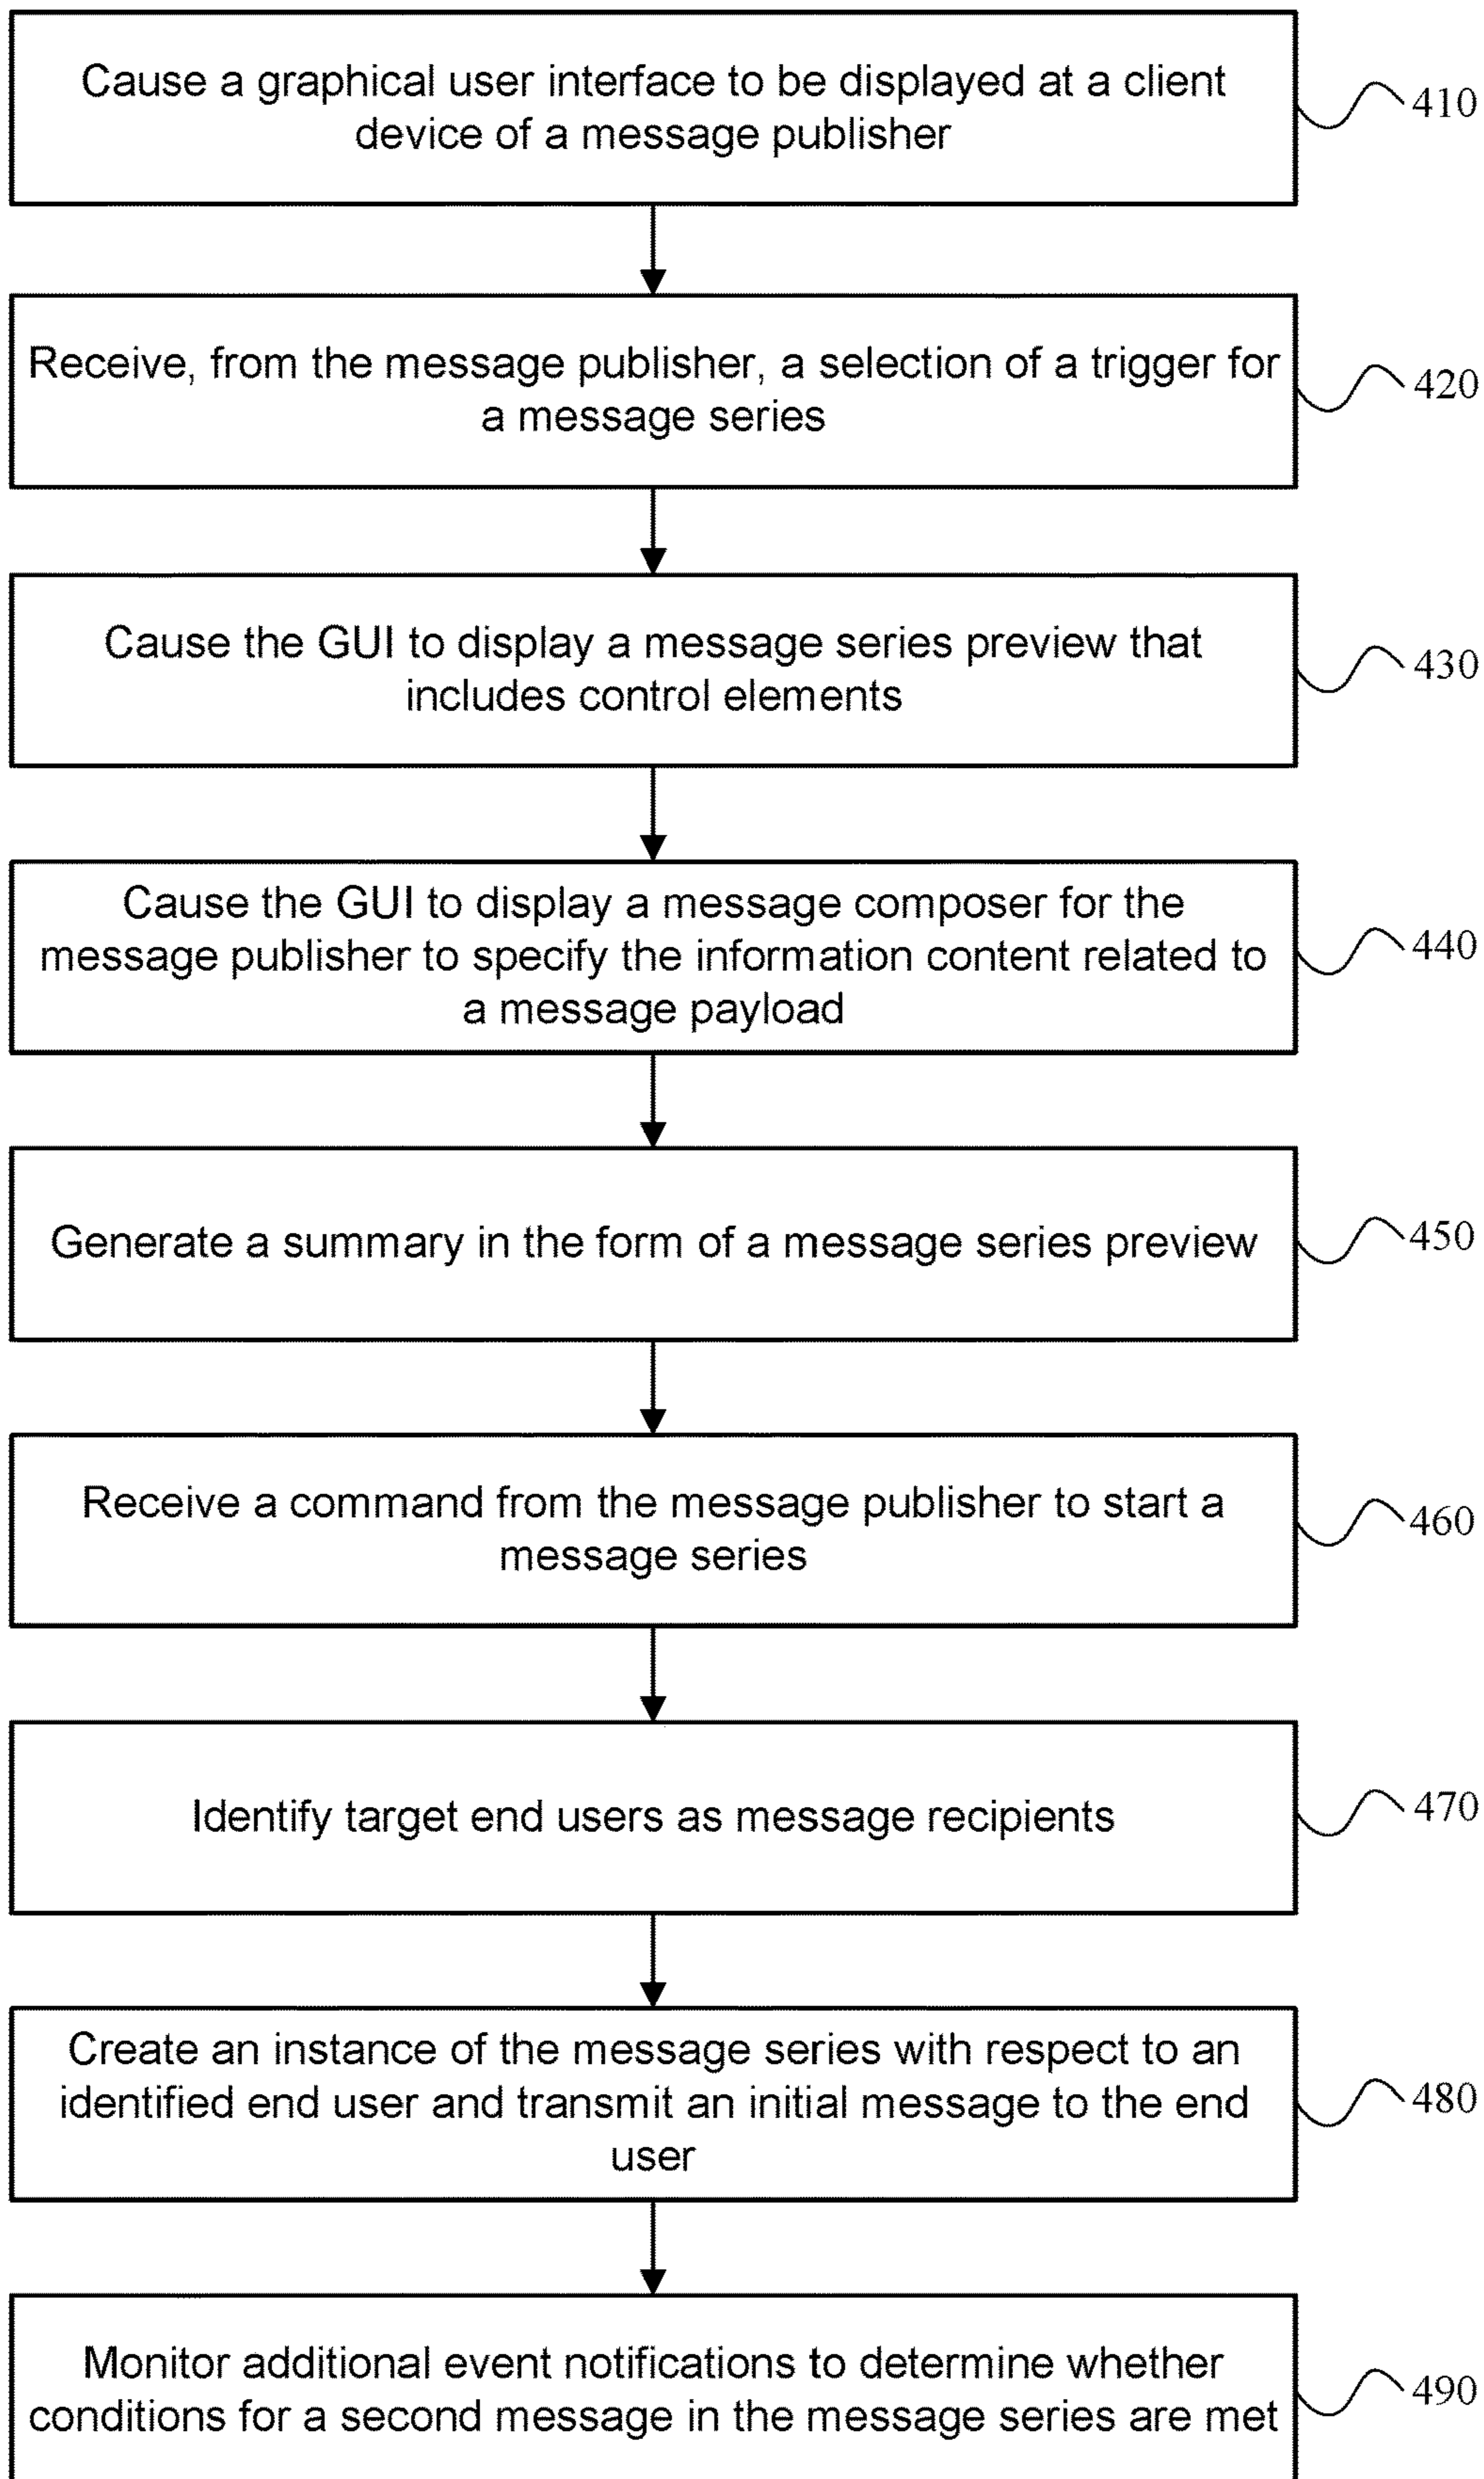 Cause a graphical user interface to be displayed at a client
device of a message publisher
410
Receive, from the message publisher, a selection of a trigger for
a message series
420
Cause the GUI to display a message series preview that
includes control elements
430
Cause the GUI to display a message composer for the
message publisher to specify the information content related to
a message payload
440
Generate a summary in the form of a message series preview
450
Receive a command from the message publisher to start a
message series
460
Identify target end users as message recipients
470
Create an instance of the message series with respect to an
identified end user and transmit an initial message to the end
user
480
Monitor additional event notifications to determine whether
conditions for a second message in the message series are met
490